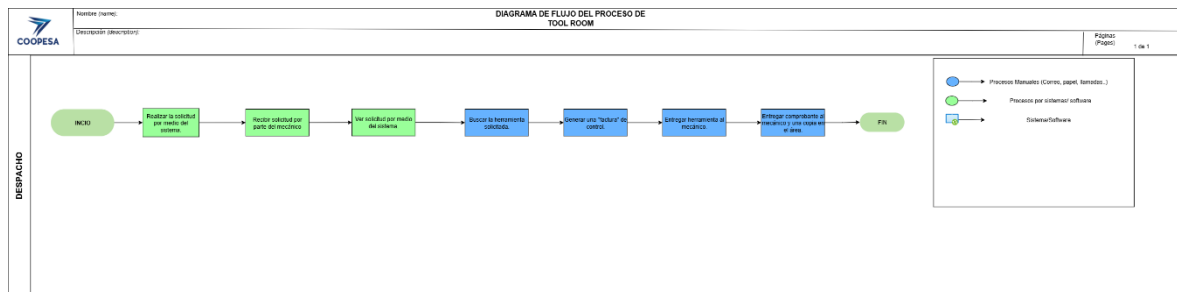 COOPESA
Nombre (name):
DIAGRAMA DE FLUJO DEL PROCESO DE
TOOL ROOM
Descripción (description):
Páginas
(Pages)
1 de 1
DESPACHO
INCIO
Realizar la solicitud
por medio del
sistema.
Recibir solicitud por
parte del mecánico
Ver solicitud por medio
del sistema
Buscar la herramienta
solicitada.
Generar una "factura" de
control.
Entregar herramienta al
mecánico.
Entregar comprobante al
mecánico y una copia en
el área.
FIN
Procesos Manuales (Correo, papel, llamadas..)
Procesos por sistemas/ software
Sistema/Software